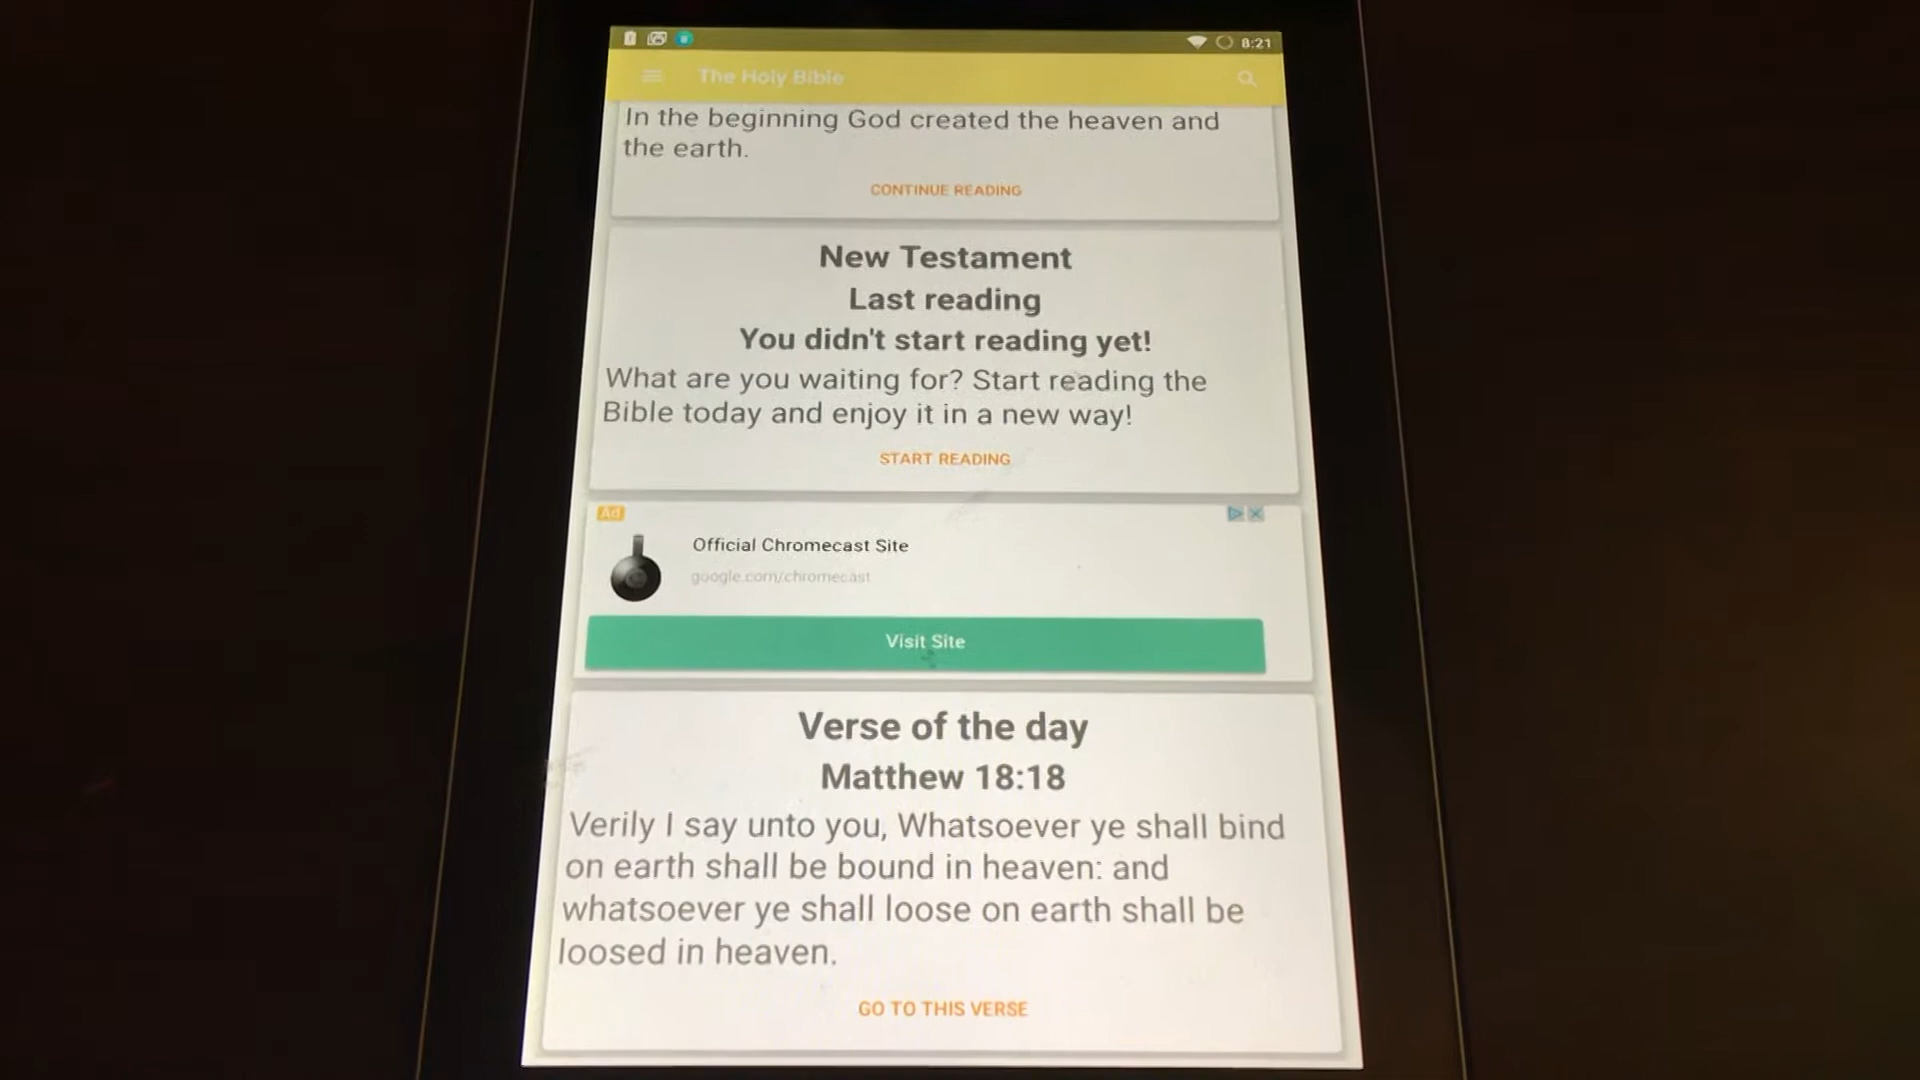 8:21
The Holy Bible
In the beginning God created the heaven and
the earth.
CONTINUE READING
New Testament
Last reading
You didn't start reading yet!
What are you waiting for? Start reading the
Bible today and enjoy it in a new way!
START READING
Ad
Official Chromecast Site
google.com/chromecast
Visit Site
Verse of the day
Matthew 18:18
Verily I say unto you, Whatsoever ye shall bind
on earth shall be bound in heaven: and
whatsoever ye shall loose on earth shall be
loosed in heaven.
GO TO THIS VERSE